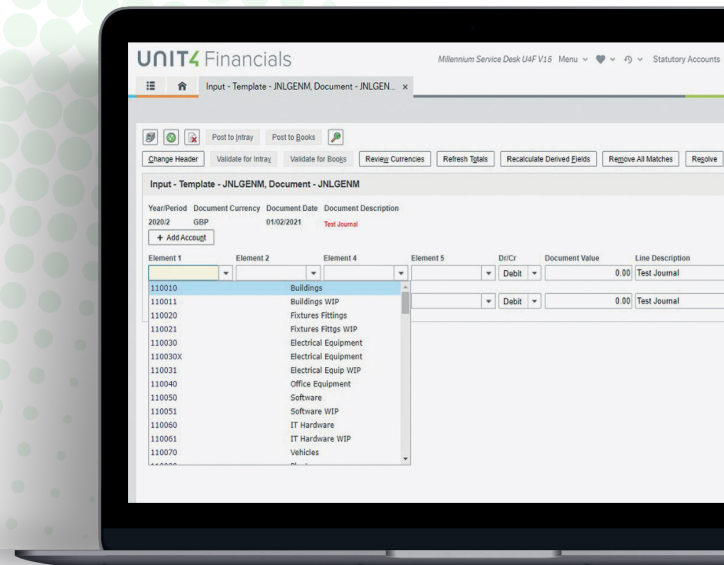 UNIT4 Financials
Millennium Service Desk U4F V15 Menu Statutory Accounts
Input - Template - JNLGENM, Document - JNLGEN... ×
Post to Intray Post to Books
Change Header Validate for Intray Validate for Books Review Currencies Refresh Totals Recalculate Derived Fields Remove All Matches Resolve
Input - Template - JNLGENM, Document - JNLGENM
Year/Period Document Currency Document Date Document Description
2020/2 GBP 01/02/2021 Test Journal
+ Add Account
Element 1 Element 2 Element 4 Element 5 Dr/Cr Document Value Line Description
Debit 0.00 Test Journal
110010 Buildings
110011 Buildings WIP
Debit 0.00 Test Journal
110020 Fixtures Fittings
110021 Fixtures Fittgs WIP
110030 Electrical Equipment
110030X Electrical Equipment
110031 Electrical Equip WIP
110040 Office Equipment
110050 Software
110051 Software WIP
110060 IT Hardware
110061 IT Hardware WIP
110070 Vehicles